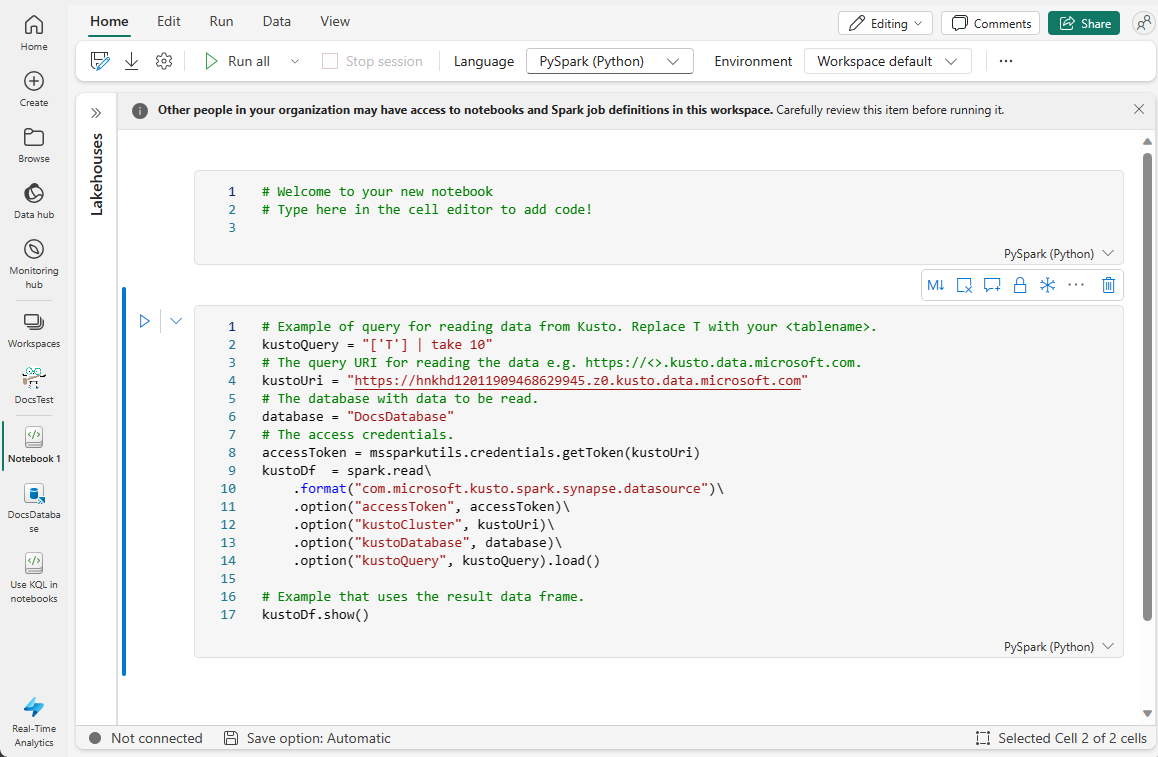 Home Edit Run Data View
Editing Comments Share
Run all Stop session Language PySpark (Python) Environment Workspace default ...
Home
Create
Browse
Data hub
Monitoring
hub
Workspaces
DocsTest
Notebook 1
DocsDataba
se
Use KQL in
notebooks
Real-Time
Analytics
Lakehouses
Other people in your organization may have access to notebooks and Spark job definitions in this workspace. Carefully review this item before running it.
1 # Welcome to your new notebook
2 # Type here in the cell editor to add code!
3
PySpark (Python)
M↓ ...
1 # Example of query for reading data from Kusto. Replace T with your <tablename>.
2 kustoQuery = "['T'] | take 10"
3 # The query URI for reading the data e.g. https://<>.kusto.data.microsoft.com.
4 kustoUri = "https://hnkhd12011909468629945.z0.kusto.data.microsoft.com"
5 # The database with data to be read.
6 database = "DocsDatabase"
7 # The access credentials.
8 accessToken = mssparkutils.credentials.getToken(kustoUri)
9 kustoDf  = spark.read\
10     .format("com.microsoft.kusto.spark.synapse.datasource")\
11     .option("accessToken", accessToken)\
12     .option("kustoCluster", kustoUri)\
13     .option("kustoDatabase", database)\
14     .option("kustoQuery", kustoQuery).load()
15
16 # Example that uses the result data frame.
17 kustoDf.show()
PySpark (Python)
Not connected Save option: Automatic Selected Cell 2 of 2 cells